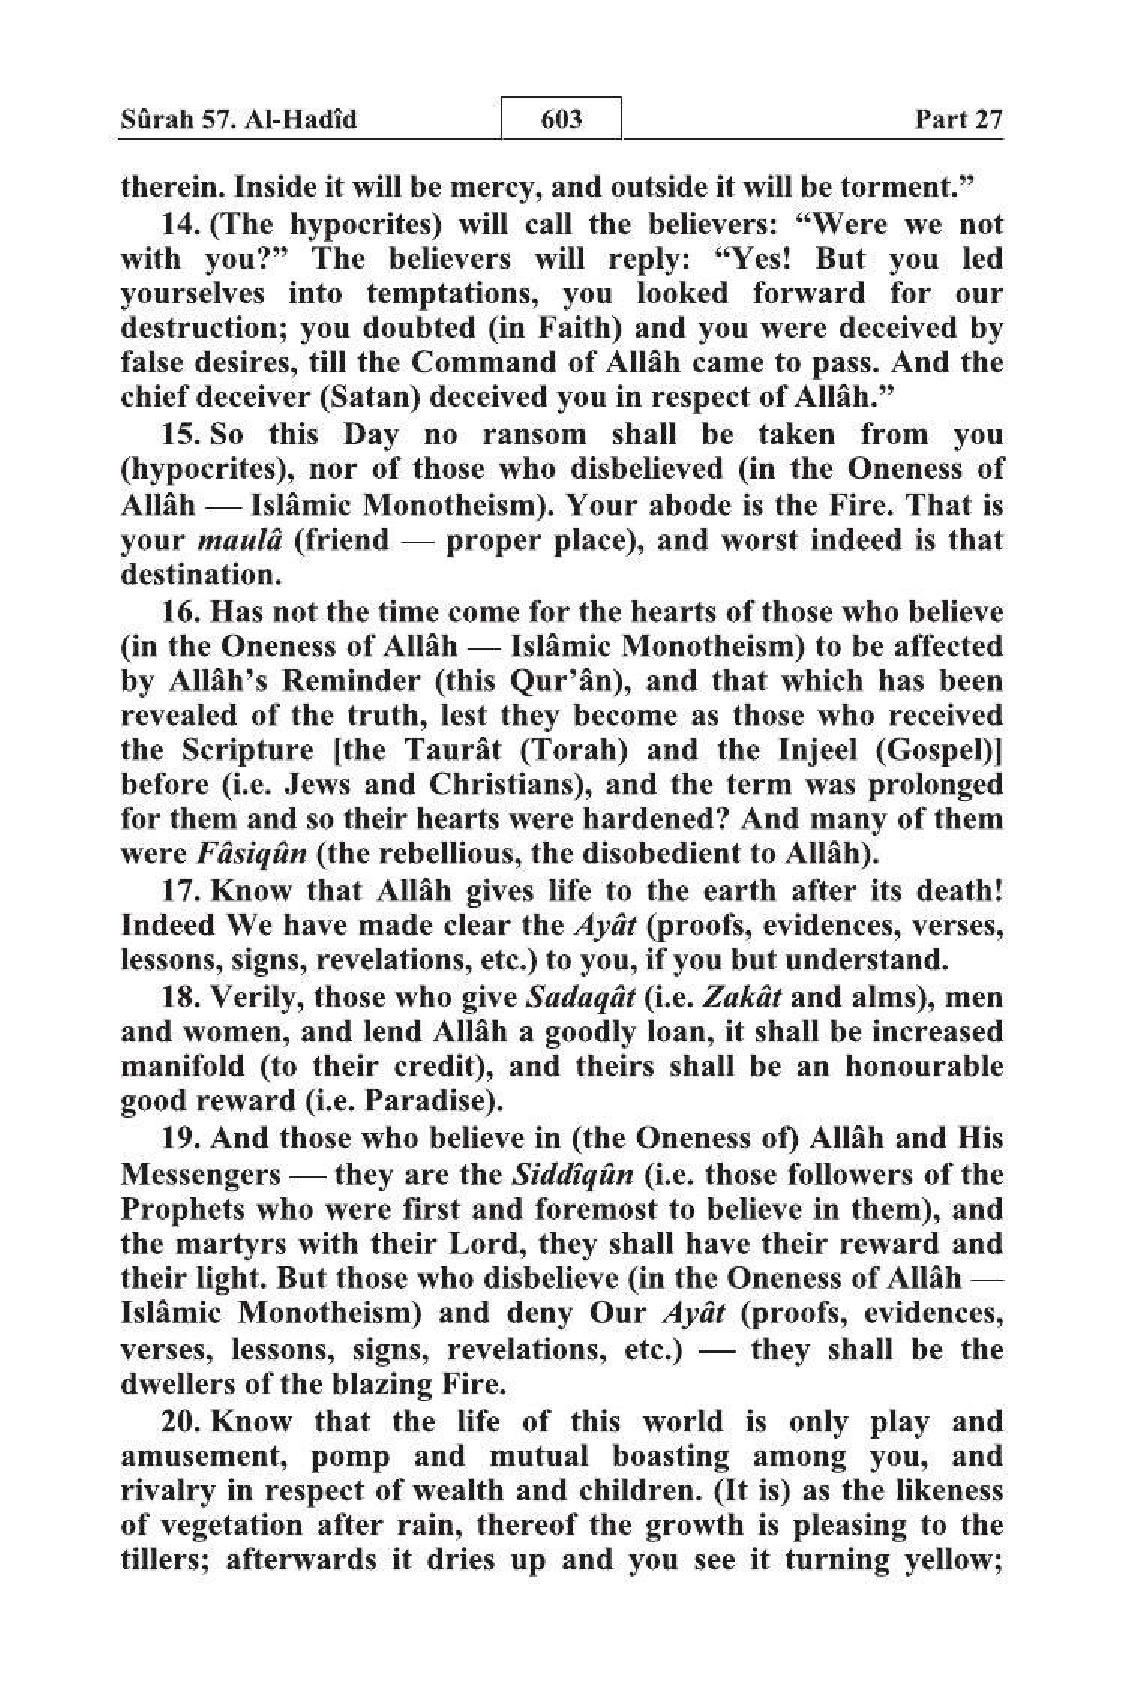 Sûrah 57. Al-Hadîd 603 Part 27
therein. Inside it will be mercy, and outside it will be torment.”
14. (The hypocrites) will call the believers: “Were we not
with you?” The believers will reply: “Yes! But you led
yourselves into temptations, you looked forward for our
destruction; you doubted (in Faith) and you were deceived by
false desires, till the Command of Allâh came to pass. And the
chief deceiver (Satan) deceived you in respect of Allâh.”
15. So this Day no ransom shall be taken from you
(hypocrites), nor of those who disbelieved (in the Oneness of
Allâh — Islâmic Monotheism). Your abode is the Fire. That is
your maulâ (friend — proper place), and worst indeed is that
destination.
16. Has not the time come for the hearts of those who believe
(in the Oneness of Allâh — Islâmic Monotheism) to be affected
by Allâh’s Reminder (this Qur’ân), and that which has been
revealed of the truth, lest they become as those who received
the Scripture [the Taurât (Torah) and the Injeel (Gospel)]
before (i.e. Jews and Christians), and the term was prolonged
for them and so their hearts were hardened? And many of them
were Fâsiqûn (the rebellious, the disobedient to Allâh).
17. Know that Allâh gives life to the earth after its death!
Indeed We have made clear the Ayât (proofs, evidences, verses,
lessons, signs, revelations, etc.) to you, if you but understand.
18. Verily, those who give Sadaqât (i.e. Zakât and alms), men
and women, and lend Allâh a goodly loan, it shall be increased
manifold (to their credit), and theirs shall be an honourable
good reward (i.e. Paradise).
19. And those who believe in (the Oneness of) Allâh and His
Messengers — they are the Siddîqûn (i.e. those followers of the
Prophets who were first and foremost to believe in them), and
the martyrs with their Lord, they shall have their reward and
their light. But those who disbelieve (in the Oneness of Allâh —
Islâmic Monotheism) and deny Our Ayât (proofs, evidences,
verses, lessons, signs, revelations, etc.) — they shall be the
dwellers of the blazing Fire.
20. Know that the life of this world is only play and
amusement, pomp and mutual boasting among you, and
rivalry in respect of wealth and children. (It is) as the likeness
of vegetation after rain, thereof the growth is pleasing to the
tillers; afterwards it dries up and you see it turning yellow;